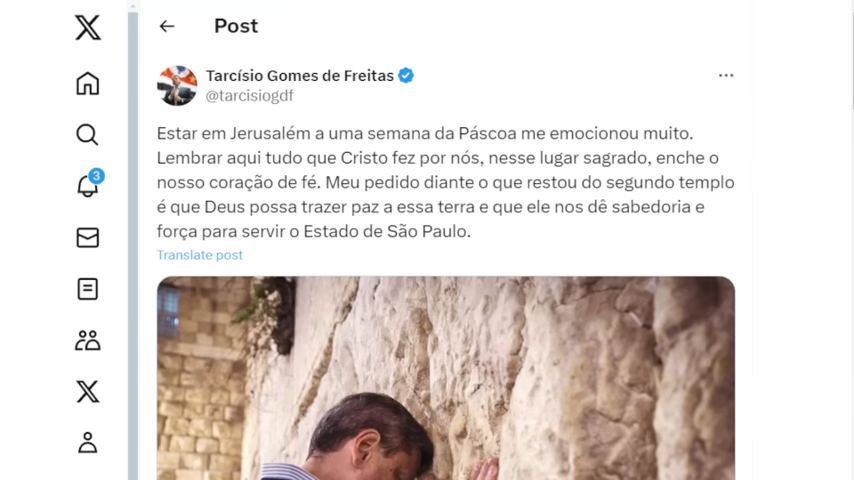 Post
Tarcísio Gomes de Freitas
@tarcisiogdf
Estar em Jerusalém a uma semana da Páscoa me emocionou muito.
Lembrar aqui tudo que Cristo fez por nós, nesse lugar sagrado, enche o
nosso coração de fé. Meu pedido diante o que restou do segundo templo
é que Deus possa trazer paz a essa terra e que ele nos dê sabedoria e
força para servir o Estado de São Paulo.
Translate post
3